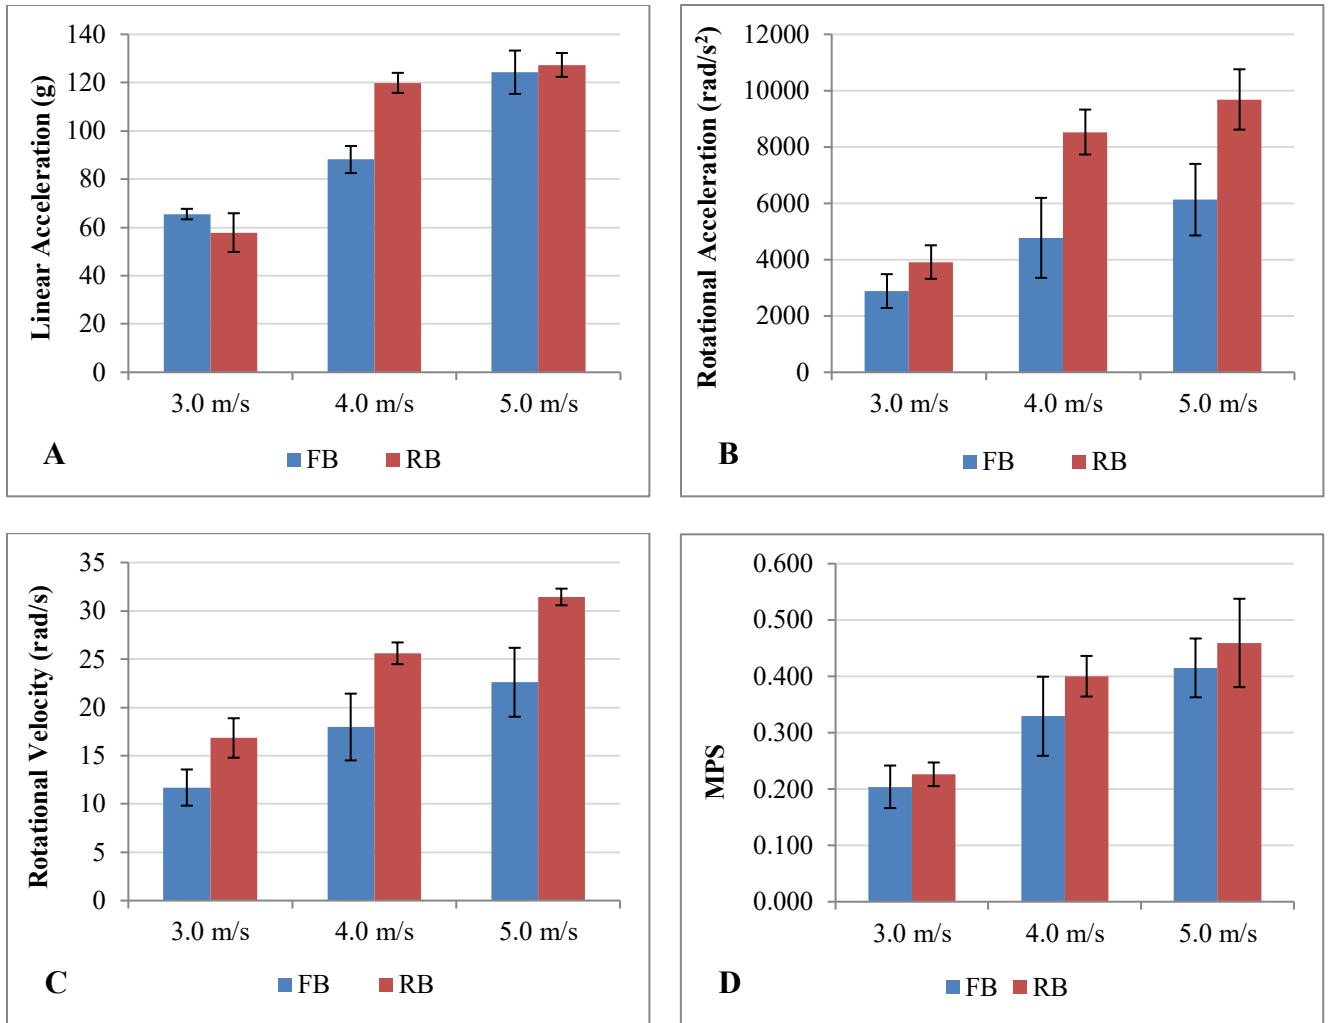 Linear Acceleration (g)
140
120
100
80
60
40
20
0
3.0 m/s 4.0 m/s 5.0 m/s
A
FB RB
Rotational Acceleration (rad/s²)
12000
10000
8000
6000
4000
2000
0
3.0 m/s 4.0 m/s 5.0 m/s
B
FB RB
Rotational Velocity (rad/s)
35
30
25
20
15
10
5
0
3.0 m/s 4.0 m/s 5.0 m/s
C
FB RB
MPS
0.600
0.500
0.400
0.300
0.200
0.100
0.000
3.0 m/s 4.0 m/s 5.0 m/s
D
FB RB